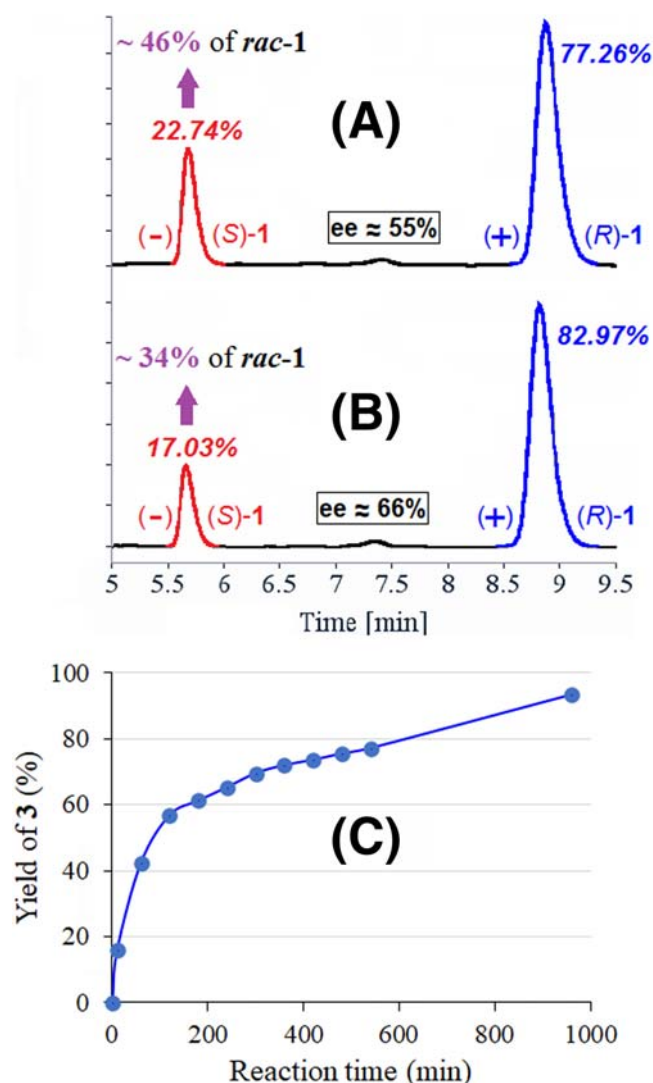 ~ 46% of rac-1
77.26%
(A)
22.74%
ee ≈ 55%
(-) (S)-1
(+) (R)-1
~ 34% of rac-1
82.97%
(B)
17.03%
ee ≈ 66%
(-) (S)-1
(+) (R)-1
5 5.5 6 6.5 7 7.5 8 8.5 9 9.5
Time [min]
100
80
60
40
20
0
Yield of 3 (%)
(C)
0 200 400 600 800 1000
Reaction time (min)